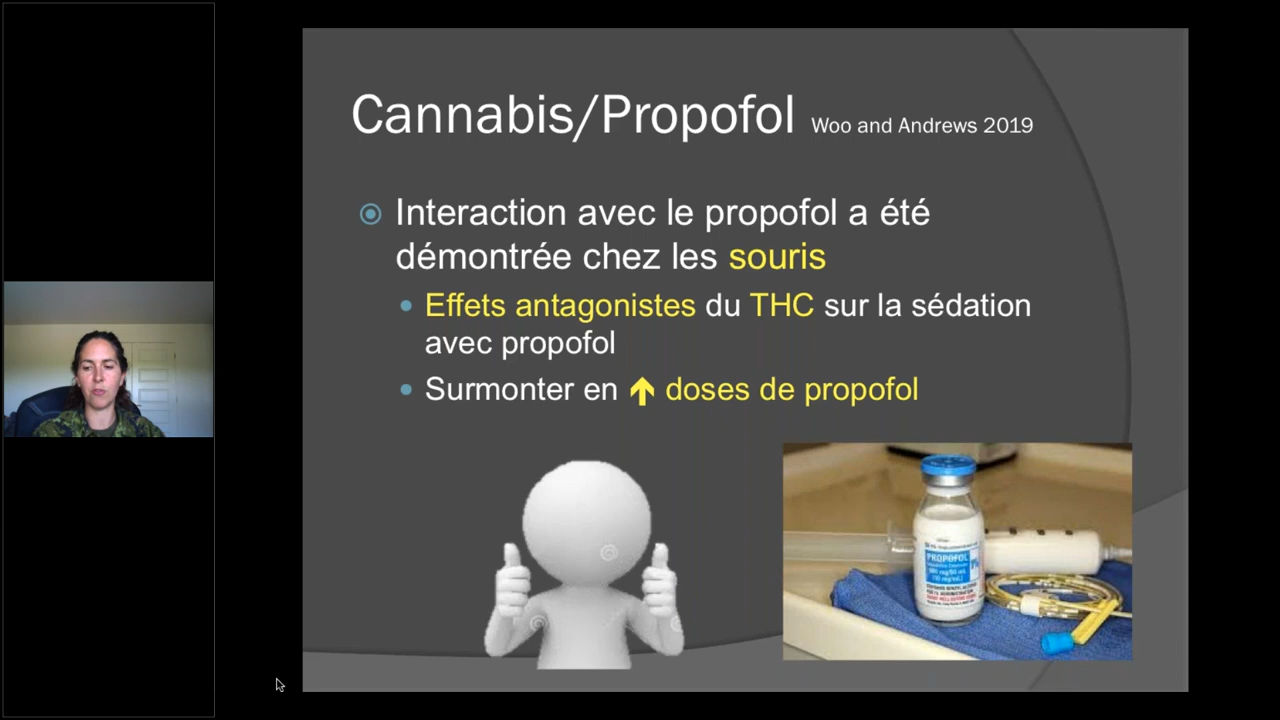 Cannabis/Propofol Woo and Andrews 2019
Interaction avec le propofol a été
démontrée chez les souris
Effets antagonistes du THC sur la sédation
avec propofol
Surmonter en ↑ doses de propofol
PROPOFOL